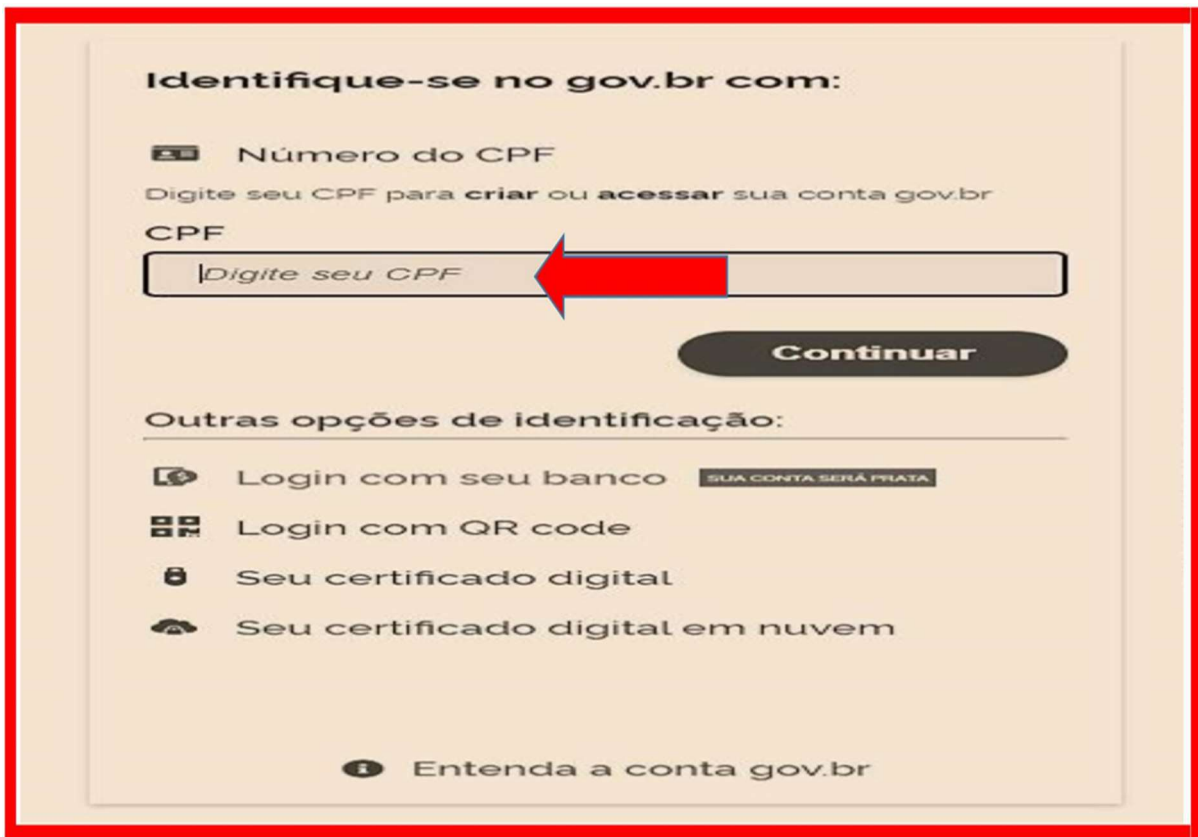 Identifique-se no gov.br com:
Número do CPF
Digite seu CPF para criar ou acessar sua conta gov.br
CPF
Digite seu CPF
Continuar
Outras opções de identificação:
Login com seu banco SUA CONTA SERÁ PRATA
Login com QR code
Seu certificado digital
Seu certificado digital em nuvem
Entenda a conta gov.br